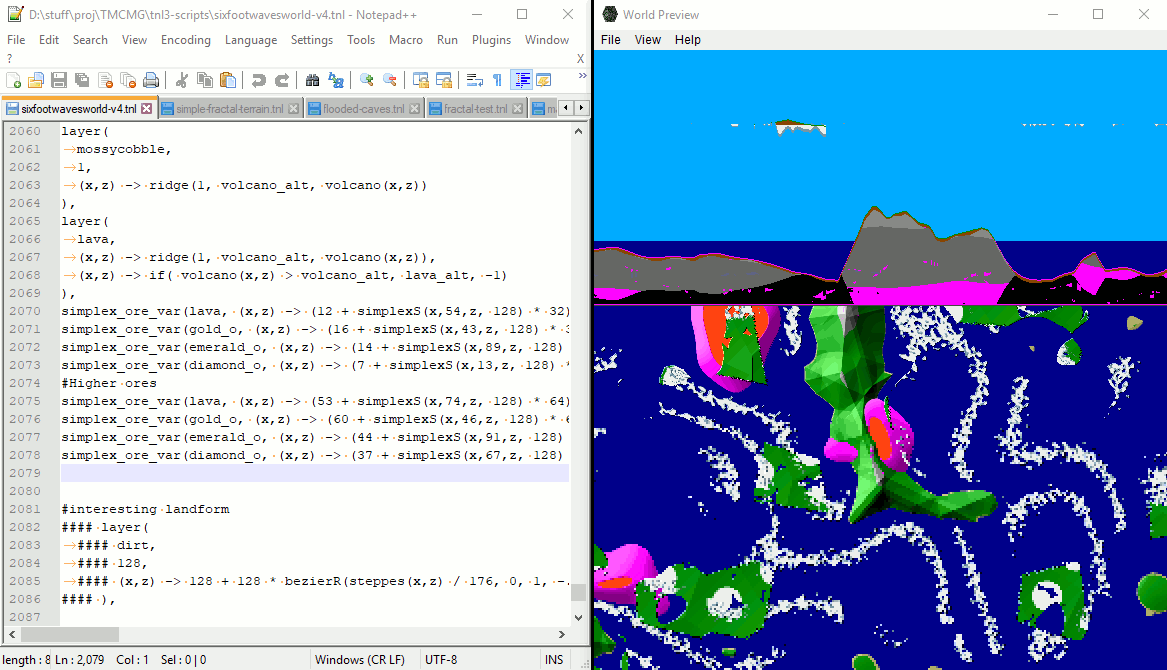 D:\stuff\proj\TMCMG\tnl3-scripts\sixfootwavesworld-v4.tnl - Notepad++
File Edit Search View Encoding Language Settings Tools Macro Run Plugins Window
? X
sixfootwavesworld-v4.tnl simple-fractal-terrain.tnl flooded-caves.tnl fractal-test.tnl
2060 layer(
2061 mossycobble,
2062 1,
2063 (x,z) -> ridge(1, volcano_alt, volcano(x,z))
2064 ),
2065 layer(
2066 lava,
2067 (x,z) -> ridge(1, volcano_alt, volcano(x,z)),
2068 (x,z) -> if( volcano(x,z) > volcano_alt, lava_alt, -1)
2069 ),
2070 simplex_ore_var(lava, (x,z) -> (12 + simplexS(x,54,z, 128) * 32)
2071 simplex_ore_var(gold_o, (x,z) -> (16 + simplexS(x,43,z, 128) * 3
2072 simplex_ore_var(emerald_o, (x,z) -> (14 + simplexS(x,89,z, 128)
2073 simplex_ore_var(diamond_o, (x,z) -> (7 + simplexS(x,13,z, 128) *
2074 #Higher ores
2075 simplex_ore_var(lava, (x,z) -> (53 + simplexS(x,74,z, 128) * 64)
2076 simplex_ore_var(gold_o, (x,z) -> (60 + simplexS(x,46,z, 128) * 6
2077 simplex_ore_var(emerald_o, (x,z) -> (44 + simplexS(x,91,z, 128)
2078 simplex_ore_var(diamond_o, (x,z) -> (37 + simplexS(x,67,z, 128)
2079
2080
2081 #interesting landform
2082 #### layer(
2083 #### dirt,
2084 #### 128,
2085 #### (x,z) -> 128 + 128 * bezierR(steppes(x,z) / 176, 0, 1, -.
2086 #### ),
2087
length : 8 Ln : 2,079 Col : 1 Sel : 0 | 0 Windows (CR LF) UTF-8 INS
World Preview
File View Help